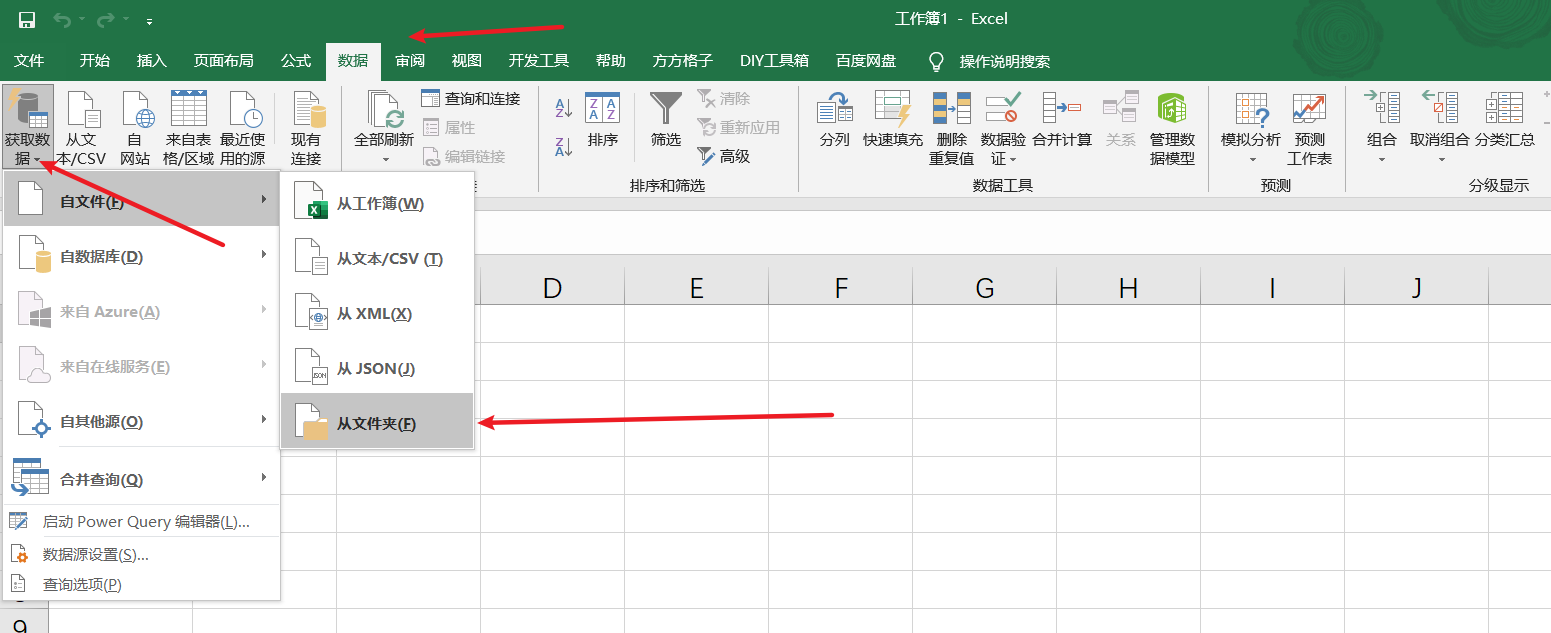 工作簿1 - Excel
文件 开始 插入 页面布局 公式 数据 审阅 视图 开发工具 帮助 方方格子 DIY工具箱 百度网盘 操作说明搜索
获取数据
从文本/CSV
自网站
来自表格/区域
最近使用的源
现有连接
全部刷新
查询和连接
属性
编辑链接
排序
筛选
清除
重新应用
高级
排序和筛选
分列
快速填充
删除重复值
数据验证
合并计算
关系
管理数据模型
数据工具
模拟分析
预测工作表
预测
组合
取消组合
分类汇总
分级显示
自文件(F)
自数据库(D)
来自 Azure(A)
来自在线服务(E)
自其他源(O)
合并查询(Q)
启动 Power Query 编辑器(L)...
数据源设置(S)...
查询选项(P)
从工作簿(W)
从文本/CSV (T)
从 XML(X)
从 JSON(J)
从文件夹(F)
D E F G H I J
9